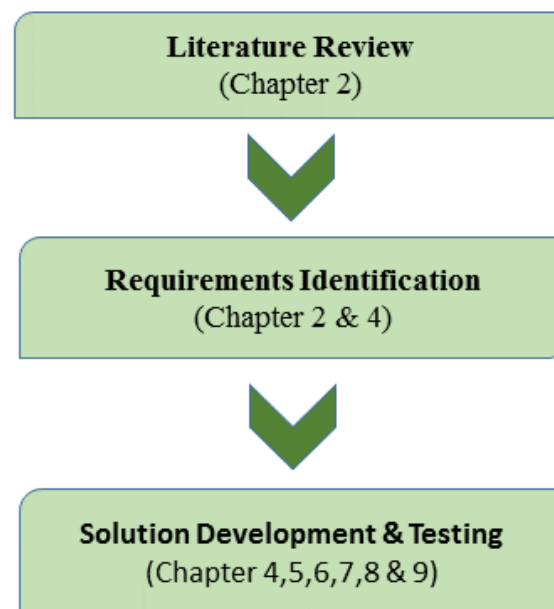 Literature Review
(Chapter 2)
Requirements Identification
(Chapter 2 & 4)
Solution Development & Testing
(Chapter 4,5,6,7,8 & 9)